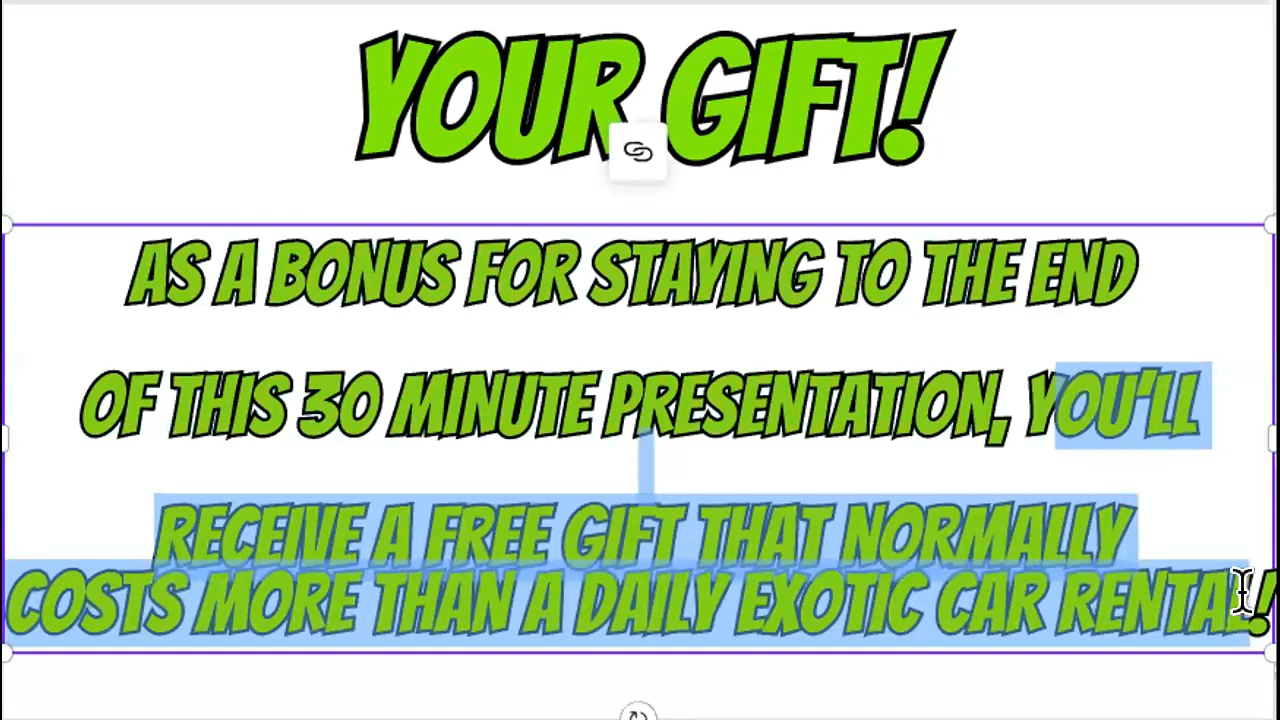 YOUR GIFT!
AS A BONUS FOR STAYING TO THE END
OF THIS 30 MINUTE PRESENTATION, YOU'LL
RECEIVE A FREE GIFT THAT NORMALLY
COSTS MORE THAN A DAILY EXOTIC CAR RENTAL!